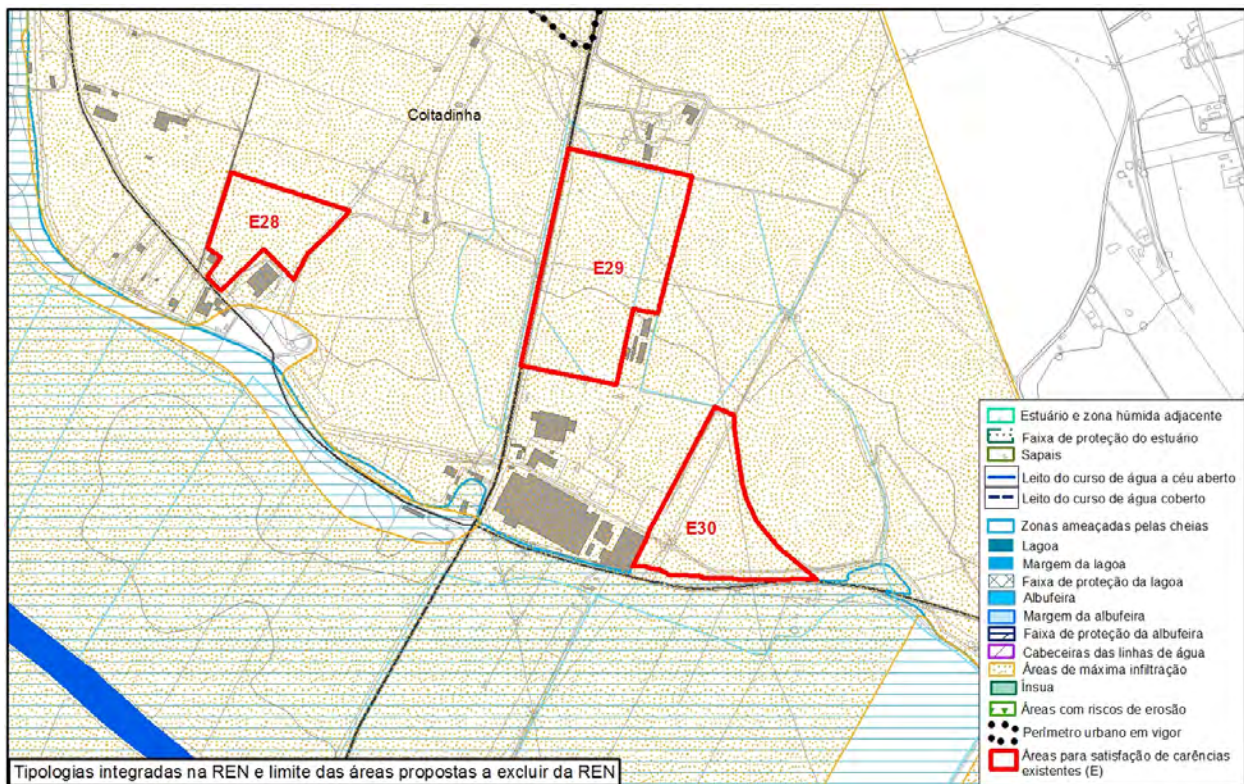 Coitadinha
E28
E29
E30
Estuário e zona húmida adjacente
Faixa de proteção do estuário
Sapais
Leito do curso de água a céu aberto
Leito do curso de água coberto
Zonas ameaçadas pelas cheias
Lagoa
Margem da lagoa
Faixa de proteção da lagoa
Albufeira
Margem da albufeira
Faixa de proteção da albufeira
Cabeceiras das linhas de água
Áreas de máxima infiltração
Ínsua
Áreas com riscos de erosão
Perímetro urbano em vigor
Áreas para satisfação de carências
existentes (E)
Tipologias integradas na REN e limite das áreas propostas a excluir da REN